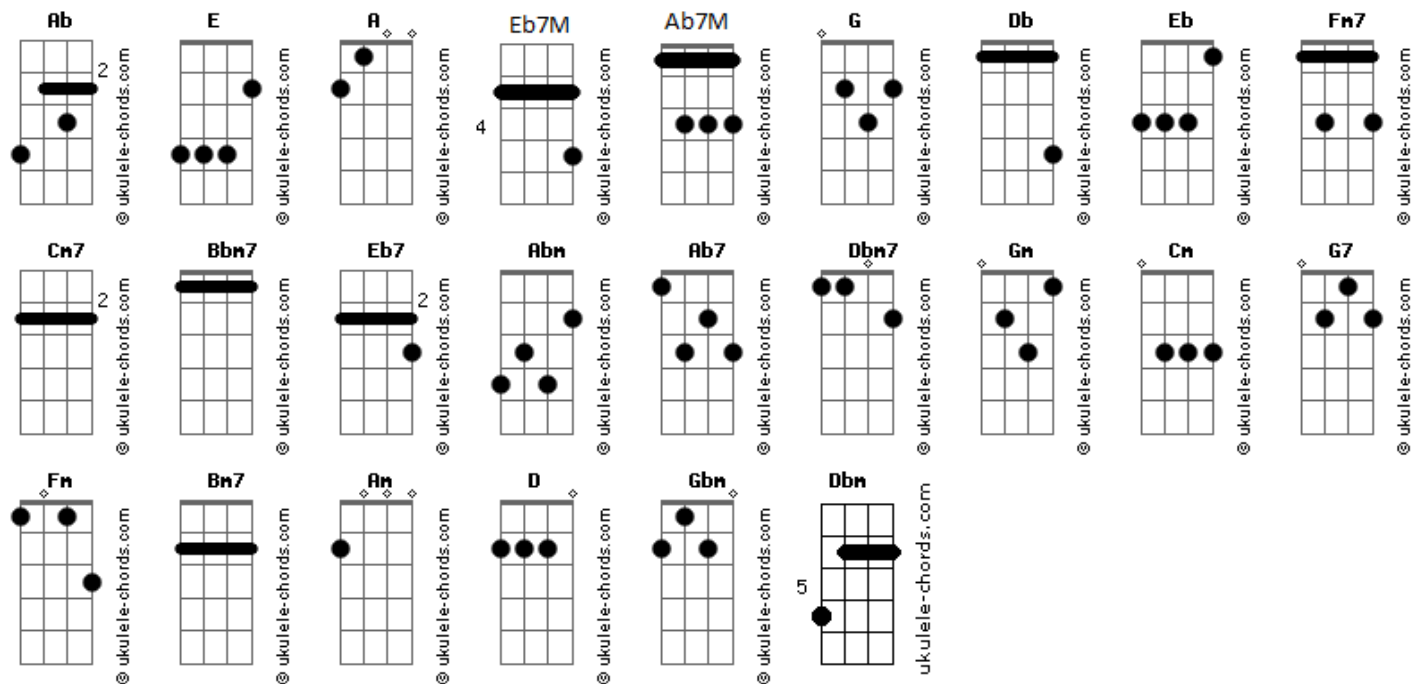 Ab E A Eb7M Ab7M G Db Eb Fm7
2
4
© ukulele-chords.com © ukulele-chords.com © ukulele-chords.com © ukulele-chords.com © ukulele-chords.com © ukulele-chords.com © ukulele-chords.com © ukulele-chords.com © ukulele-chords.com
Cm7 Bbm7 Eb7 Abm Ab7 Dbm7 Gm Cm G7
2 2
© ukulele-chords.com © ukulele-chords.com © ukulele-chords.com © ukulele-chords.com © ukulele-chords.com © ukulele-chords.com © ukulele-chords.com © ukulele-chords.com © ukulele-chords.com
Fm Bm7 Am D Gbm Dbm
5
© ukulele-chords.com © ukulele-chords.com © ukulele-chords.com © ukulele-chords.com © ukulele-chords.com ukulele-chords.com